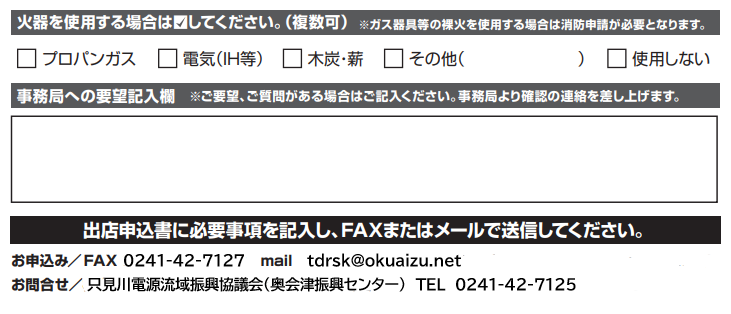 火器を使用する場合は☑してください。（複数可） ※ガス器具等の裸火を使用する場合は消防申請が必要となります。
□ プロパンガス □ 電気（IH等） □ 木炭・薪 □ その他（ ） □ 使用しない
事務局への要望記入欄 ※ご要望、ご質問がある場合はご記入ください。事務局より確認の連絡を差し上げます。
出店申込書に必要事項を記入し、FAXまたはメールで送信してください。
お申込み／FAX 0241-42-7127 mail tdrsk@okuaizu.net
お問合せ／只見川電源流域振興協議会（奥会津振興センター） TEL 0241-42-7125